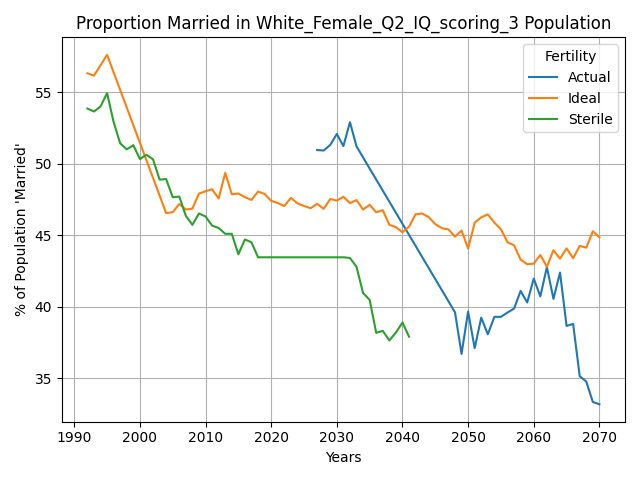 Proportion Married in White_Female_Q2_IQ_scoring_3 Population
% of Population 'Married'
Fertility
Actual
Ideal
Sterile
55
50
45
40
35
1990 2000 2010 2020 2030 2040 2050 2060 2070
Years